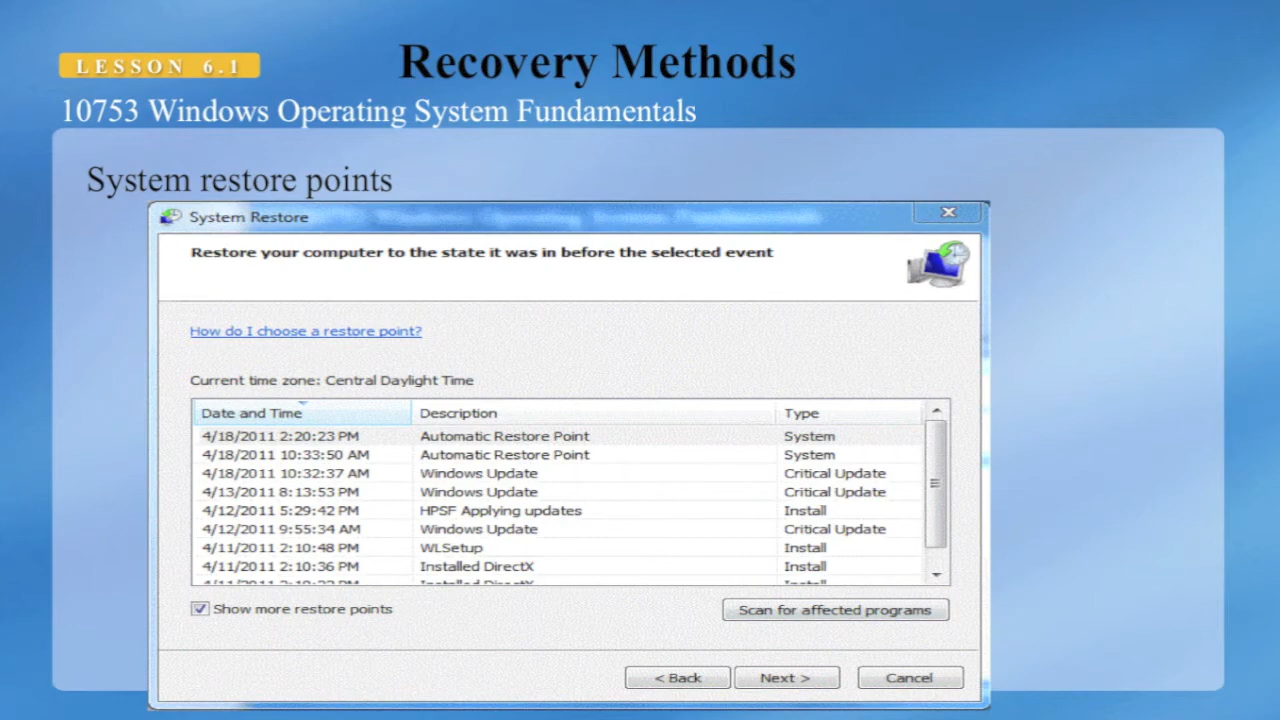 LESSON 6.1
Recovery Methods
10753 Windows Operating System Fundamentals
System restore points
System Restore
Restore your computer to the state it was in before the selected event
How do I choose a restore point?
Current time zone: Central Daylight Time
Date and Time Description Type
4/18/2011 2:20:23 PM Automatic Restore Point System
4/18/2011 10:33:50 AM Automatic Restore Point System
4/18/2011 10:32:37 AM Windows Update Critical Update
4/13/2011 8:13:53 PM Windows Update Critical Update
4/12/2011 5:29:42 PM HPSF Applying updates Install
4/12/2011 9:55:34 AM Windows Update Critical Update
4/11/2011 2:10:48 PM WLSetup Install
4/11/2011 2:10:36 PM Installed DirectX Install
Installed DirectX Install
Show more restore points
Scan for affected programs
< Back Next > Cancel